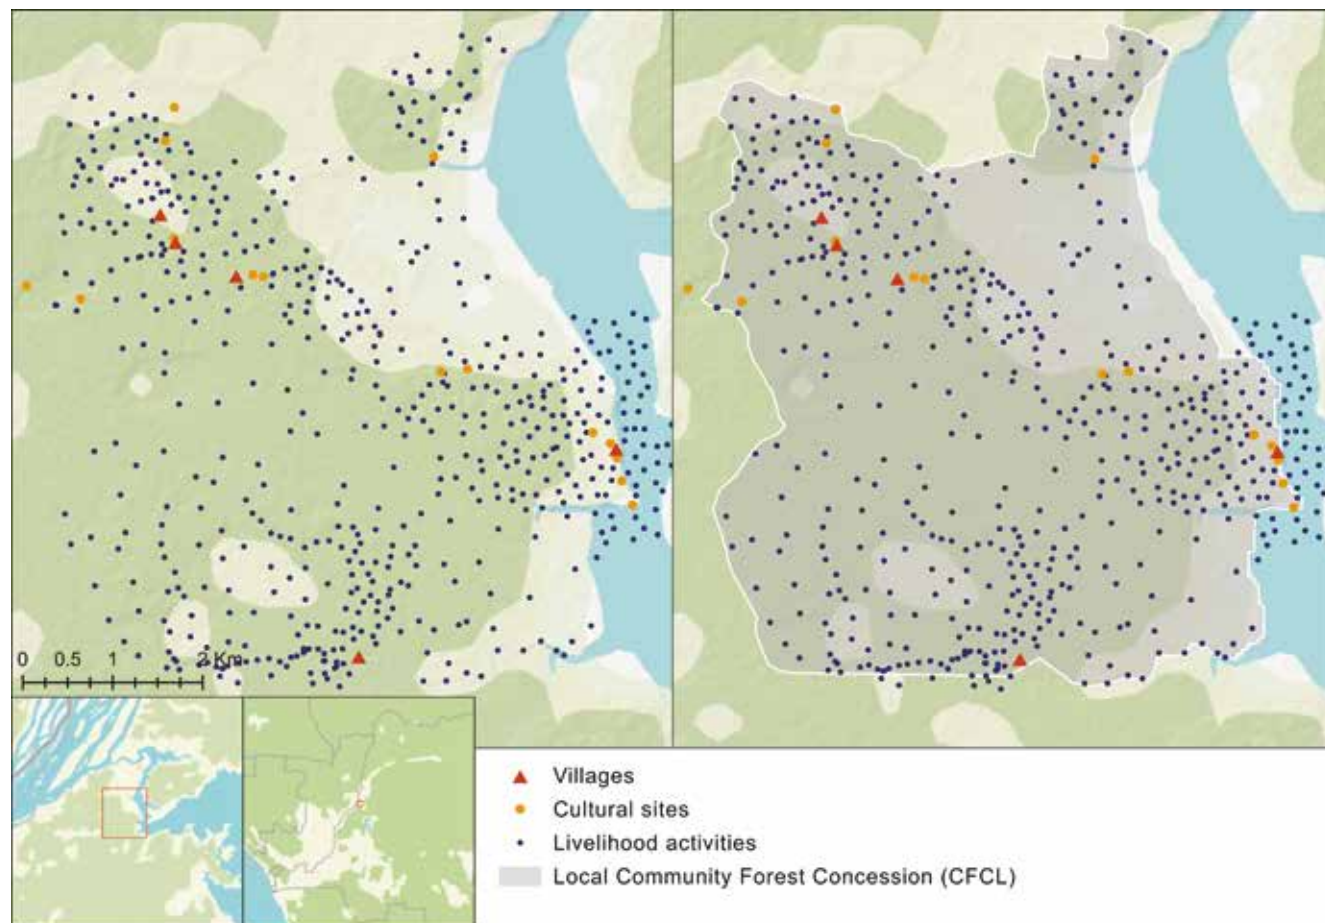 0 0.5 1 2 Km
Villages
Cultural sites
Livelihood activities
Local Community Forest Concession (CFCL)